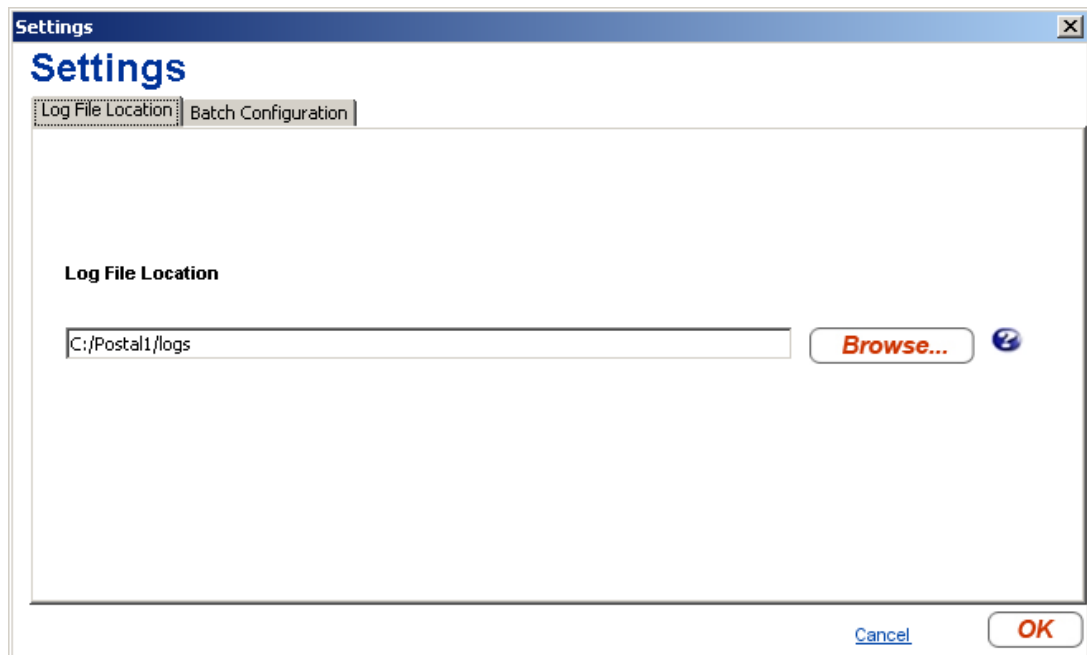 Settings
Settings
Log File Location Batch Configuration
Log File Location
C:/Postal1/logs Browse... ?
Cancel OK